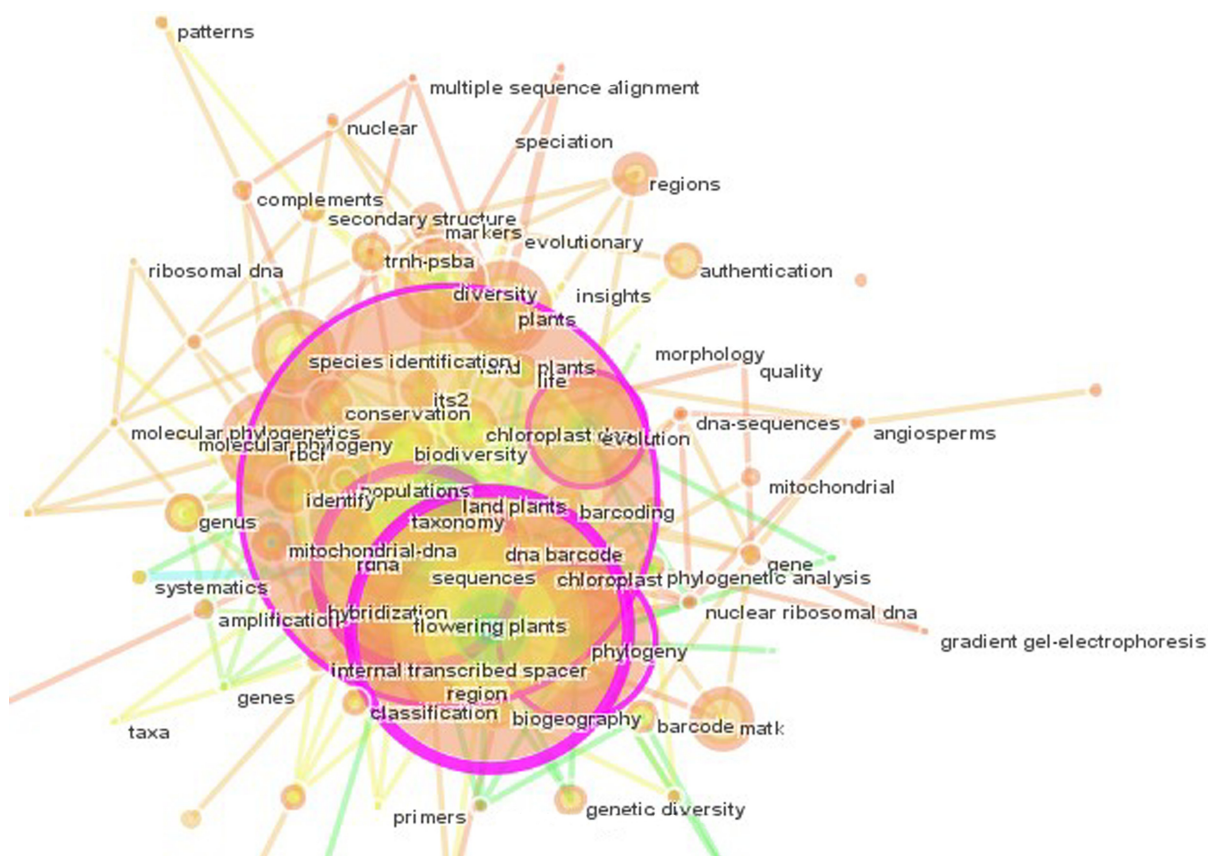 patterns
multiple sequence alignment
nuclear
speciation
regions
complements
secondary structure
markers
evolutionary
trnh-psba
ribosomal dna
authentication
diversity
insights
plants
morphology
species identification
land plants
quality
life
its2
conservation
dna-sequences
molecular phylogenetics
angiosperms
chloroplast dna
evolution
molecular phylogeny
rbcl
biodiversity
mitochondrial
populations
identify
land plants
barcoding
genus
taxonomy
mitochondrial-dna
dna barcode
rdna
gene
sequences
chloroplast
phylogenetic analysis
systematics
hybridization
nuclear ribosomal dna
amplification
flowering plants
gradient gel-electrophoresis
phylogeny
internal transcribed spacer
region
genes
classification
biogeography
barcode
matk
taxa
primers
genetic diversity